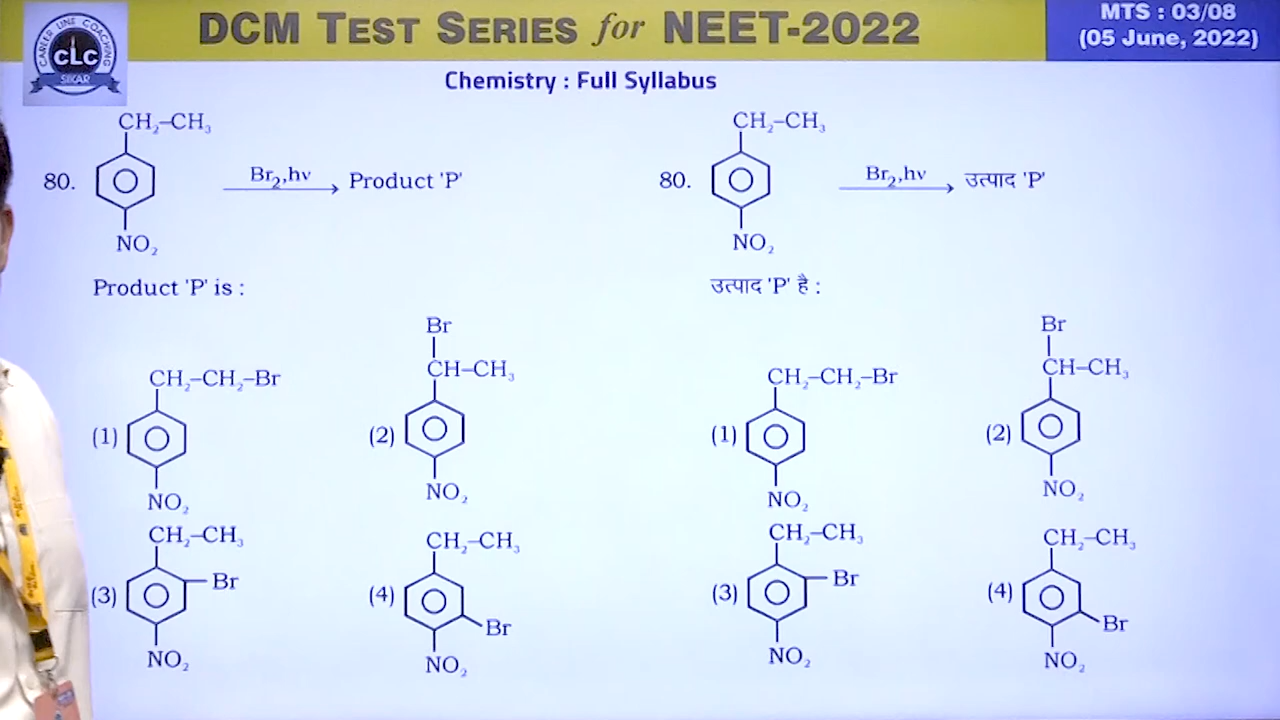 CAREER LINE COACHING
CLC
SIKAR
DCM TEST SERIES for NEET-2022
MTS : 03/08
(05 June, 2022)
Chemistry : Full Syllabus
CH₂–CH₃
80.
Br₂,hν
Product 'P'
NO₂
Product 'P' is :
(1)
CH₂–CH₂–Br
NO₂
(2)
Br
CH–CH₃
NO₂
(3)
CH₂–CH₃
Br
NO₂
(4)
CH₂–CH₃
Br
NO₂
CH₂–CH₃
80.
Br₂,hν
उत्पाद 'P'
NO₂
उत्पाद 'P' है :
(1)
CH₂–CH₂–Br
NO₂
(2)
Br
CH–CH₃
NO₂
(3)
CH₂–CH₃
Br
NO₂
(4)
CH₂–CH₃
Br
NO₂